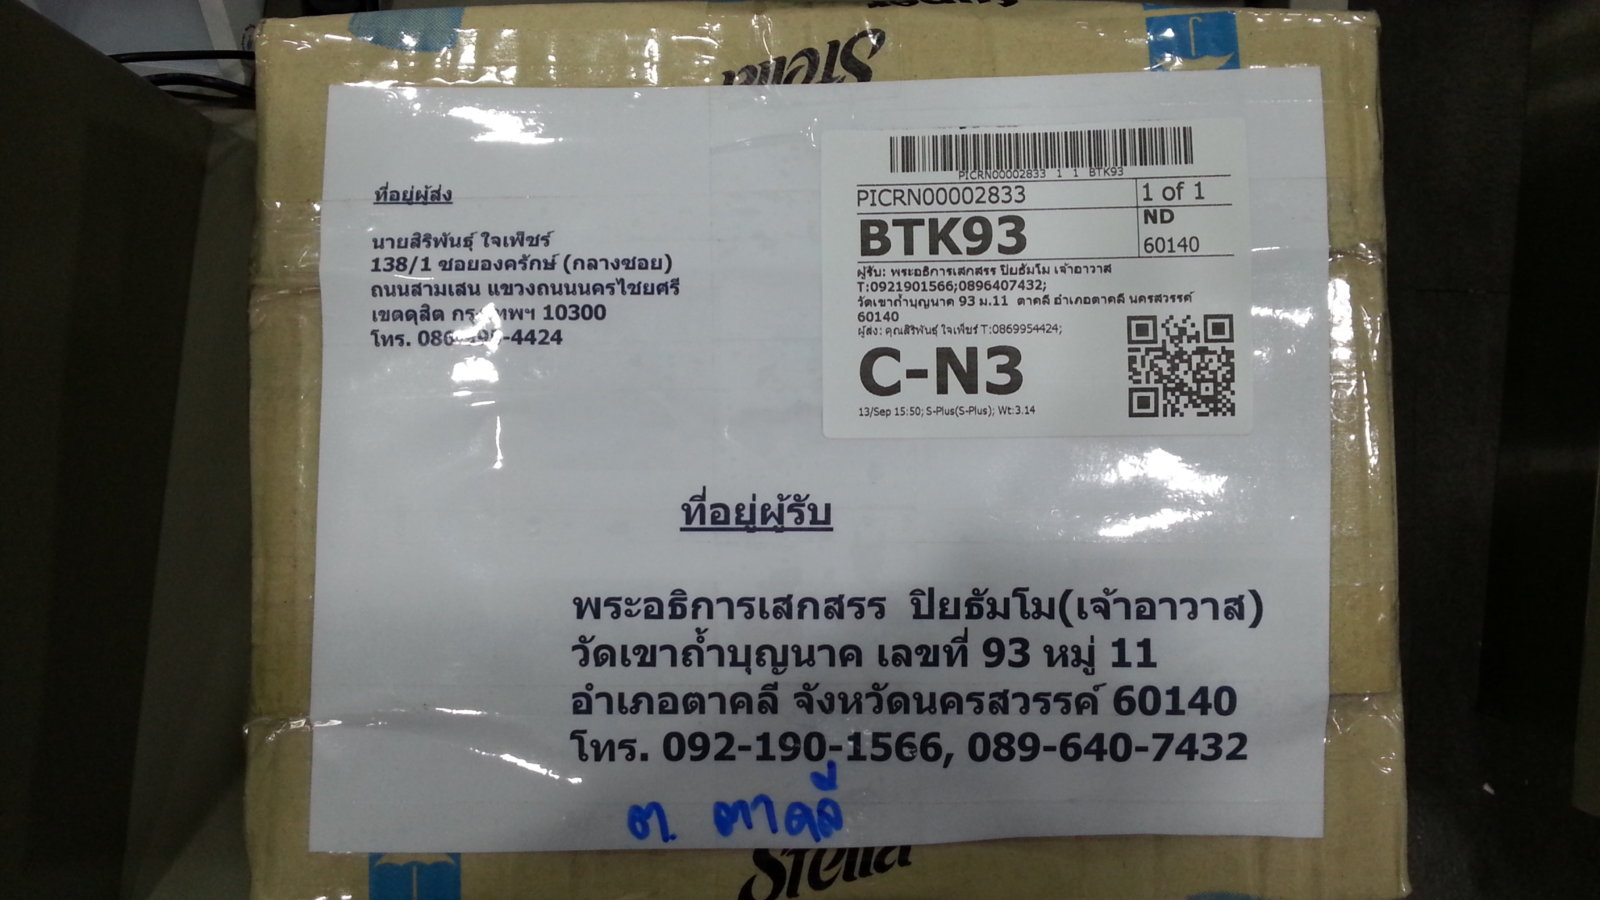 Stella
ที่อยู่ผู้ส่ง
นายสิริพันธุ์ ใจเพ็ชร์
138/1 ซอยองครักษ์ (กลางซอย)
ถนนสามเสน แขวงถนนนครไชยศรี
เขตดุสิต กรุงเทพฯ 10300
โทร. 086-995-4424
PICRN00002833 1 1 BTK93
PICRN00002833
1 of 1
BTK93
ND
60140
ผู้รับ: พระอธิการเสกสรร ปิยธัมโม เจ้าอาวาส
T:0921901566;0896407432;
วัดเขาถ้ำบุญนาค 93 ม.11 ตาคลี อำเภอตาคลี นครสวรรค์
60140
ผู้ส่ง: คุณสิริพันธุ์ ใจเพ็ชร์ T:0869954424;
C-N3
13/Sep 15:50; S-Plus(S-Plus); Wt:3.14
ที่อยู่ผู้รับ
พระอธิการเสกสรร ปิยธัมโม(เจ้าอาวาส)
วัดเขาถ้ำบุญนาค เลขที่ 93 หมู่ 11
อำเภอตาคลี จังหวัดนครสวรรค์ 60140
โทร. 092-190-1566, 089-640-7432
ต. ตาคลี
Stella